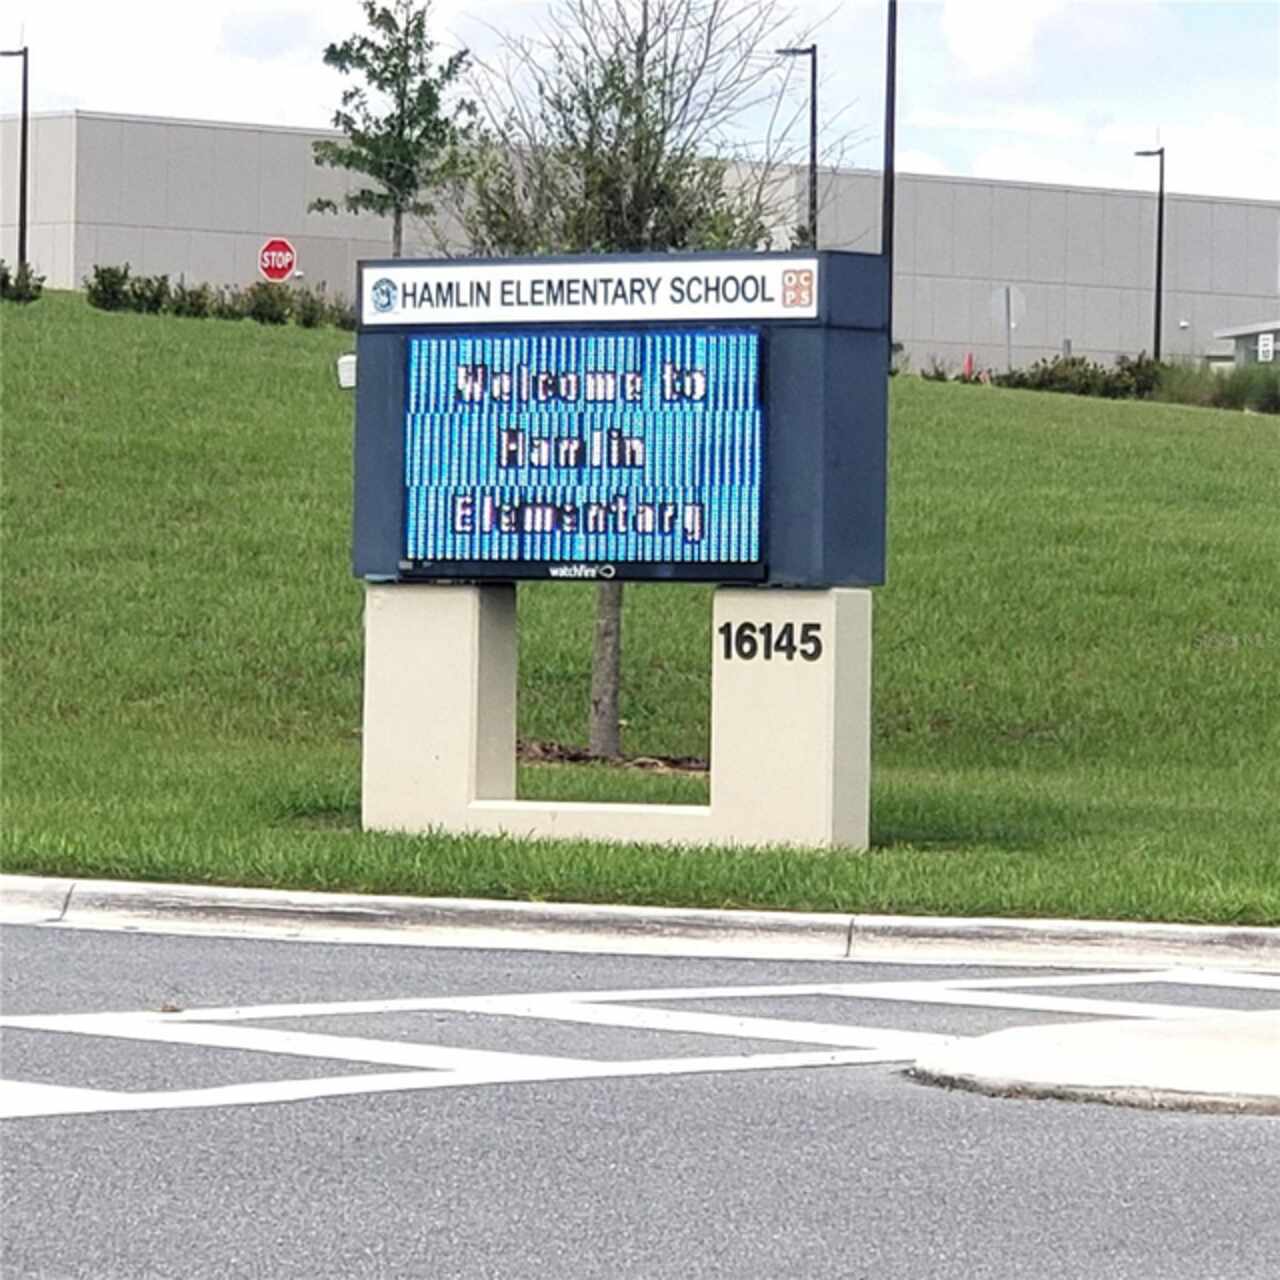 STOP
HAMLIN ELEMENTARY SCHOOL
OC
PS
Welcome to
Hamlin
Elementary
watchfire
16145